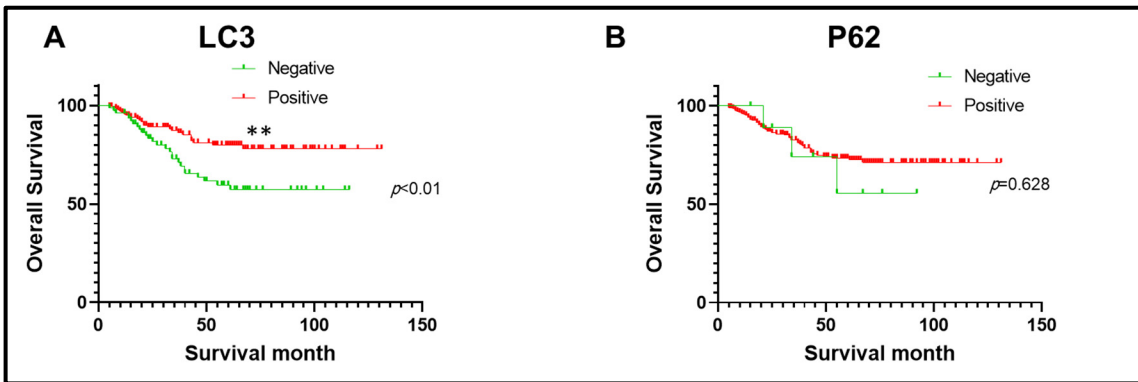 A LC3
Negative
Positive
100
50
0
0 50 100 150
Overall Survival
Survival month
**
p<0.01
B P62
Negative
Positive
100
50
0
0 50 100 150
Overall Survival
Survival month
p=0.628